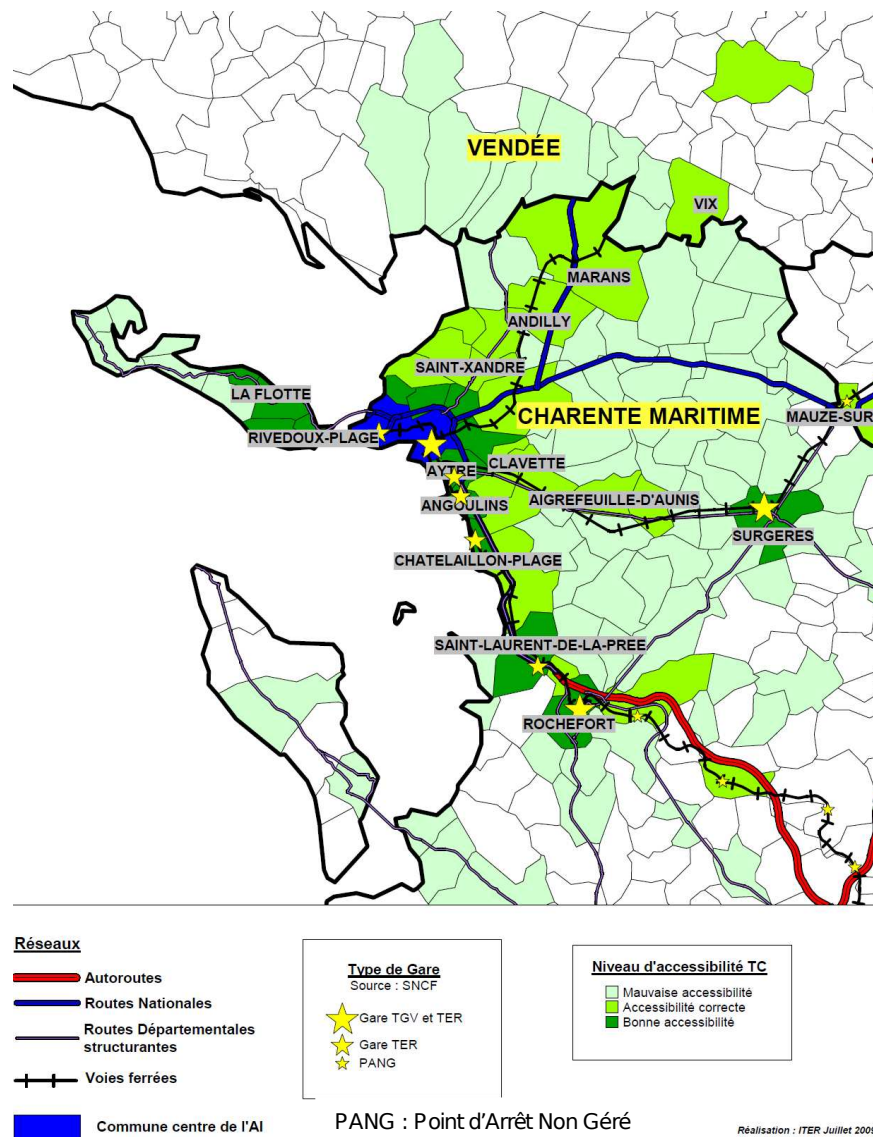 VENDÉE
VIX
MARANS
ANDILLY
SAINT-XANDRE
LA FLOTTE
CHARENTE MARITIME
MAUZE-SUR
RIVEDOUX-PLAGE
CLAVETTE
AYTRE
AIGREFEUILLE-D'AUNIS
ANGOULINS
SURGERES
CHATELAILLON-PLAGE
SAINT-LAURENT-DE-LA-PREE
ROCHEFORT
Réseaux
Autoroutes
Routes Nationales
Routes Départementales
structurantes
Voies ferrées
Commune centre de l'AI
Type de Gare
Source : SNCF
Gare TGV et TER
Gare TER
PANG
PANG : Point d'Arrêt Non Géré
Niveau d'accessibilité TC
Mauvaise accessibilité
Accessibilité correcte
Bonne accessibilité
Réalisation : ITER Juillet 2009